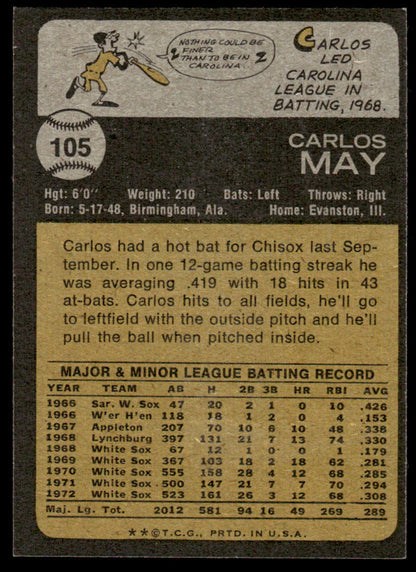 NOTHING COULD BE
FINER
THAN TO BE IN
CAROLINA
CARLOS
LED
CAROLINA
LEAGUE IN
BATTING, 1968.
105
CARLOS
MAY
Hgt: 6'0" Weight: 210 Bats: Left Throws: Right
Born: 5-17-48, Birmingham, Ala. Home: Evanston, Ill.
Carlos had a hot bat for Chisox last Sep-
tember. In one 12-game batting streak he
was averaging .419 with 18 hits in 43
at-bats. Carlos hits to all fields, he'll go
to leftfield with the outside pitch and he'll
pull the ball when pitched inside.
MAJOR & MINOR LEAGUE BATTING RECORD
YEAR TEAM AB H 2B 3B HR RBI AVG
1966 Sar. W. Sox 47 20 2 1 0 10 .426
1966 W'er H'en 118 18 1 2 0 4 .153
1967 Appleton 207 70 10 6 10 48 .338
1968 Lynchburg 397 131 21 7 13 74 .330
1968 White Sox 67 12 1 0 0 1 .179
1969 White Sox 367 103 18 2 18 62 .281
1970 White Sox 555 158 28 4 12 68 .285
1971 White Sox 500 147 21 7 7 70 .294
1972 White Sox 523 161 26 3 12 68 .308
Maj. Lg. Tot. 2012 581 94 16 49 269 .289
**©T.C.G., PRTD. IN U.S.A.